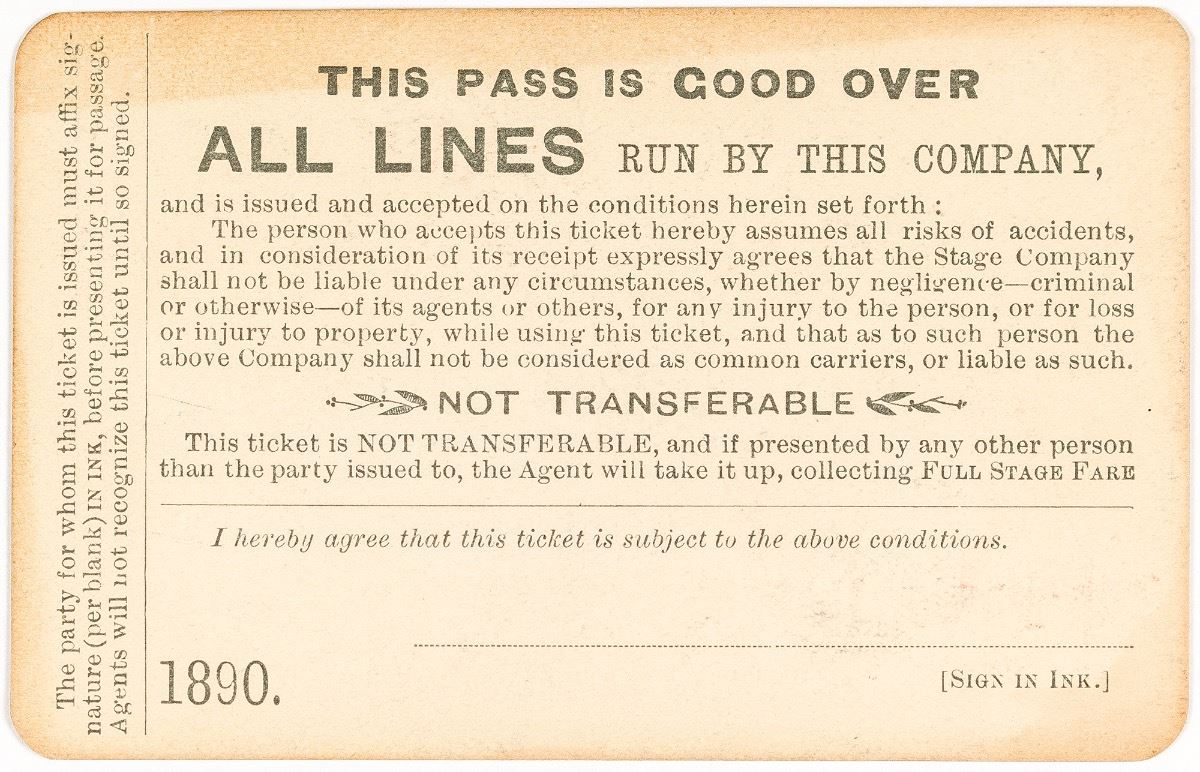 The party for whom this ticket is issued must affix sig-
nature (per blank) IN INK, before presenting it for passage.
Agents will not recognize this ticket until so signed.
THIS PASS IS GOOD OVER
ALL LINES RUN BY THIS COMPANY,
and is issued and accepted on the conditions herein set forth :
The person who accepts this ticket hereby assumes all risks of accidents,
and in consideration of its receipt expressly agrees that the Stage Company
shall not be liable under any circumstances, whether by negligence—criminal
or otherwise—of its agents or others, for any injury to the person, or for loss
or injury to property, while using this ticket, and that as to such person the
above Company shall not be considered as common carriers, or liable as such.
NOT TRANSFERABLE
This ticket is NOT TRANSFERABLE, and if presented by any other person
than the party issued to, the Agent will take it up, collecting FULL STAGE FARE
I hereby agree that this ticket is subject to the above conditions.
1890.
[SIGN IN INK.]